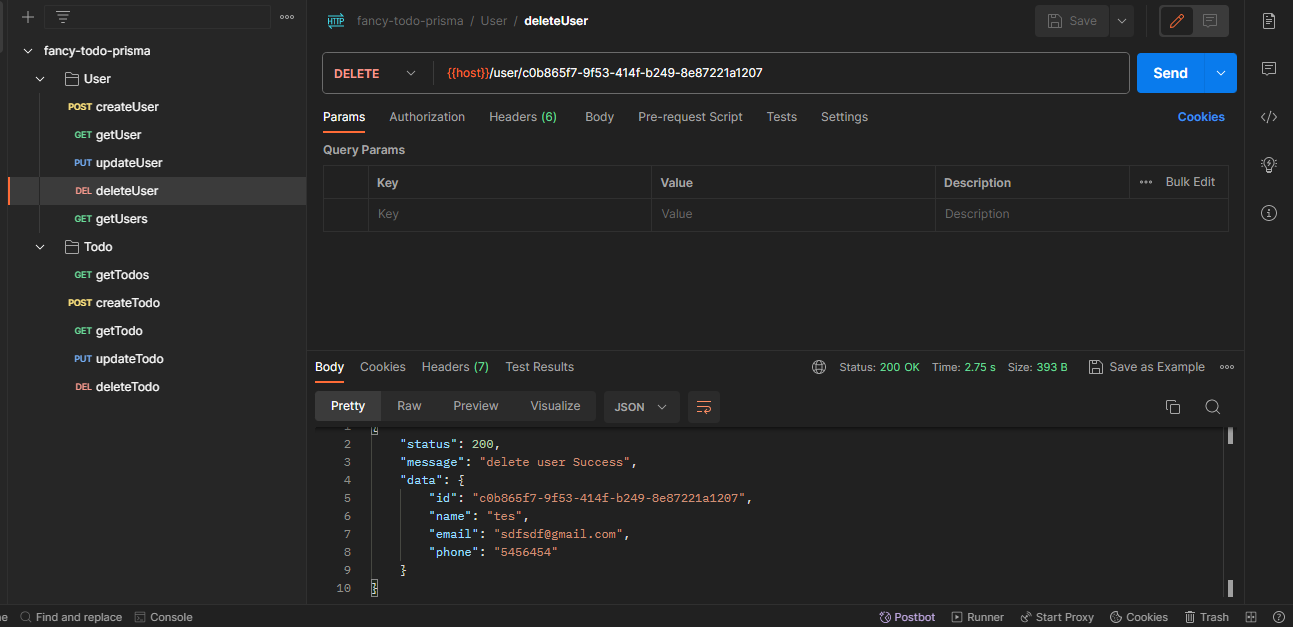 fancy-todo-prisma
User
POST createUser
GET getUser
PUT updateUser
DEL deleteUser
GET getUsers
Todo
GET getTodos
POST createTodo
GET getTodo
PUT updateTodo
DEL deleteTodo
HTTP fancy-todo-prisma / User / deleteUser
Save
DELETE {{host}}/user/c0b865f7-9f53-414f-b249-8e87221a1207 Send
Params Authorization Headers (6) Body Pre-request Script Tests Settings Cookies
Query Params
Key Value Description Bulk Edit
Key Value Description
Body Cookies Headers (7) Test Results Status: 200 OK Time: 2.75 s Size: 393 B Save as Example
Pretty Raw Preview Visualize JSON
1 {
2 "status": 200,
3 "message": "delete user Success",
4 "data": {
5 "id": "c0b865f7-9f53-414f-b249-8e87221a1207",
6 "name": "tes",
7 "email": "sdfsdf@gmail.com",
8 "phone": "5456454"
9 }
10 }
Find and replace Console Postbot Runner Start Proxy Cookies Trash